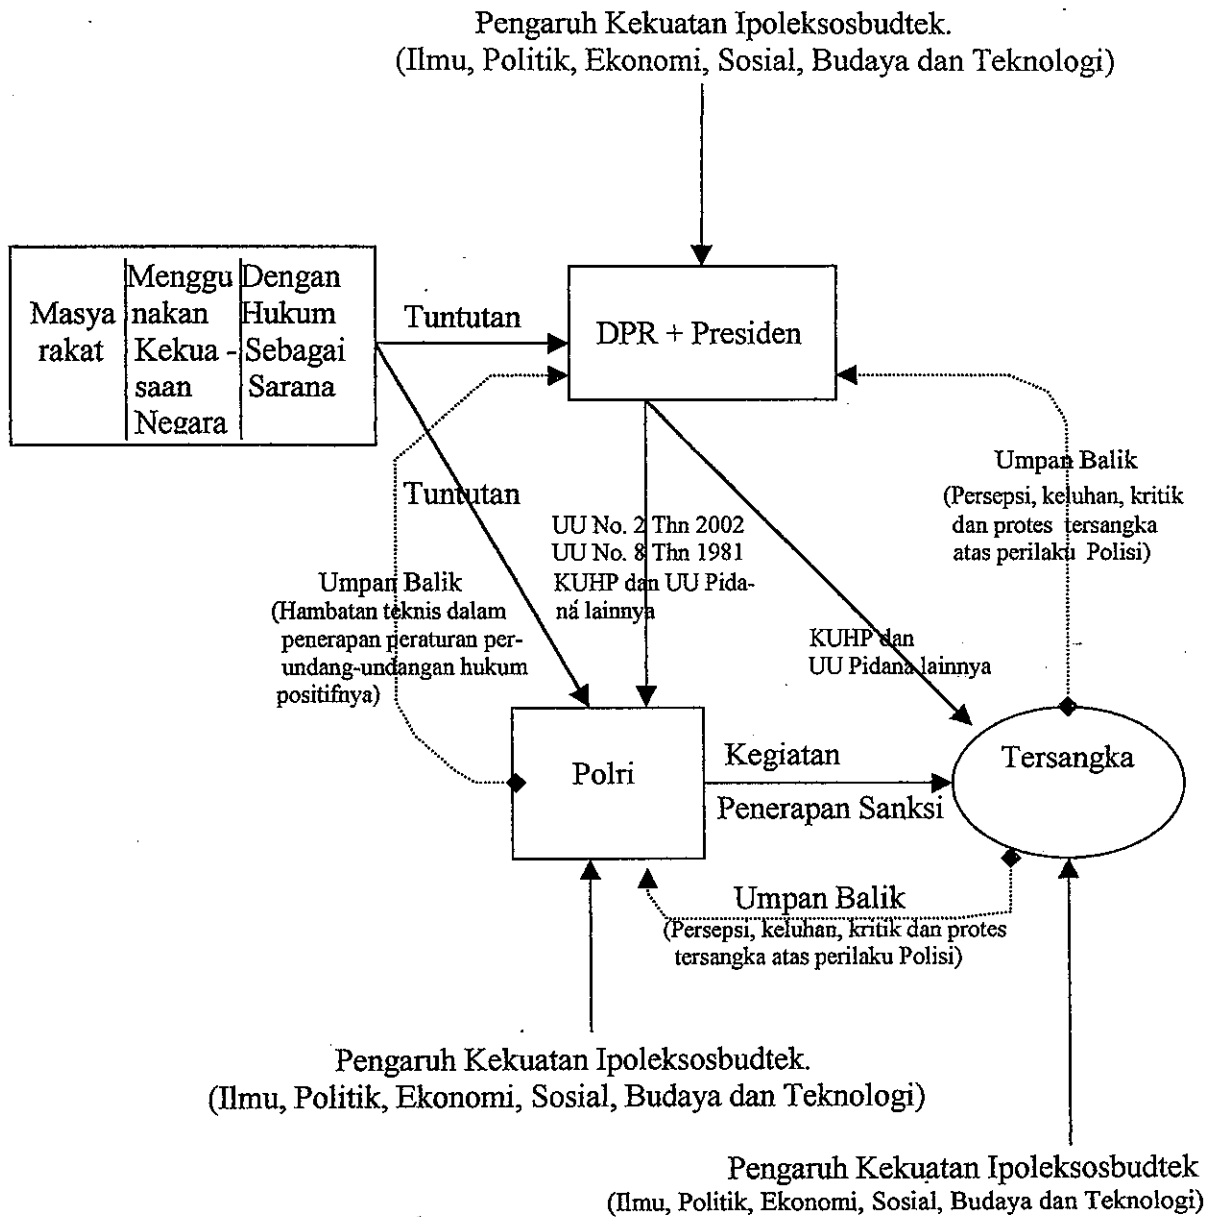 Pengaruh Kekuatan Ipoleksosbudtek.
(Ilmu, Politik, Ekonomi, Sosial, Budaya dan Teknologi)
Masya
rakat
Menggu
nakan
Kekua -
saan
Negara
Dengan
Hukum
Sebagai
Sarana
Tuntutan
DPR + Presiden
Tuntutan
Umpan Balik
(Persepsi, keluhan, kritik
dan protes tersangka
atas perilaku Polisi)
UU No. 2 Thn 2002
UU No. 8 Thn 1981
KUHP dan UU Pida-
na lainnya
Umpan Balik
(Hambatan teknis dalam
penerapan peraturan per-
undang-undangan hukum
positifnya)
KUHP dan
UU Pidana lainnya
Polri
Kegiatan
Penerapan Sanksi
Tersangka
Umpan Balik
(Persepsi, keluhan, kritik dan protes
tersangka atas perilaku Polisi)
Pengaruh Kekuatan Ipoleksosbudtek.
(Ilmu, Politik, Ekonomi, Sosial, Budaya dan Teknologi)
Pengaruh Kekuatan Ipoleksosbudtek
(Ilmu, Politik, Ekonomi, Sosial, Budaya dan Teknologi)